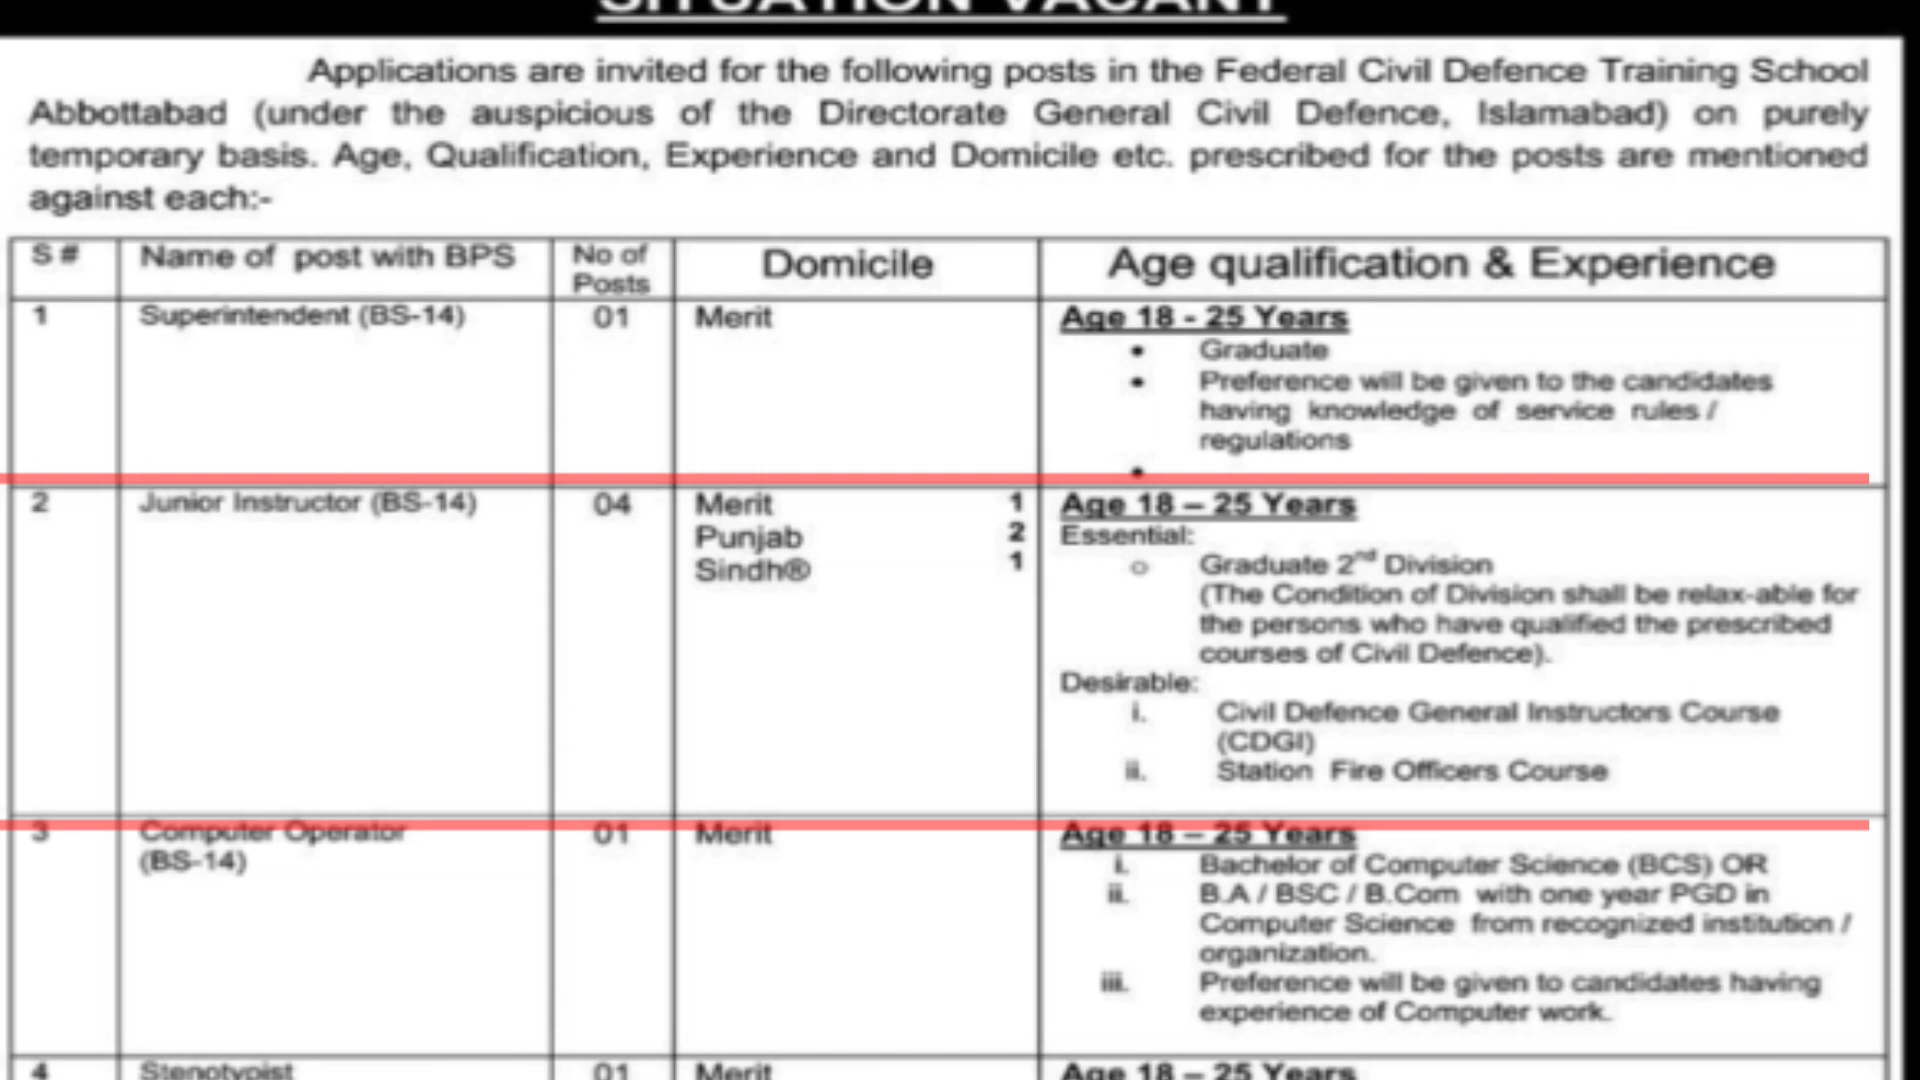 SITUATION VACANT
Applications are invited for the following posts in the Federal Civil Defence Training School
Abbottabad (under the auspicious of the Directorate General Civil Defence, Islamabad) on purely
temporary basis. Age, Qualification, Experience and Domicile etc. prescribed for the posts are mentioned
against each:-
S # Name of post with BPS No of Posts Domicile Age qualification & Experience
1 Superintendent (BS-14) 01 Merit Age 18 - 25 Years
• Graduate
• Preference will be given to the candidates
having knowledge of service rules /
regulations
•
2 Junior Instructor (BS-14) 04 Merit 1 Age 18 – 25 Years
Punjab 2 Essential:
Sindh® 1 o Graduate 2nd Division
(The Condition of Division shall be relax-able for
the persons who have qualified the prescribed
courses of Civil Defence).
Desirable:
i. Civil Defence General Instructors Course
(CDGI)
ii. Station Fire Officers Course
3 Computer Operator 01 Merit Age 18 – 25 Years
(BS-14) i. Bachelor of Computer Science (BCS) OR
ii. B.A / BSC / B.Com with one year PGD in
Computer Science from recognized institution /
organization.
iii. Preference will be given to candidates having
experience of Computer work.
4 Stenotypist 01 Merit Age 18 – 25 Years